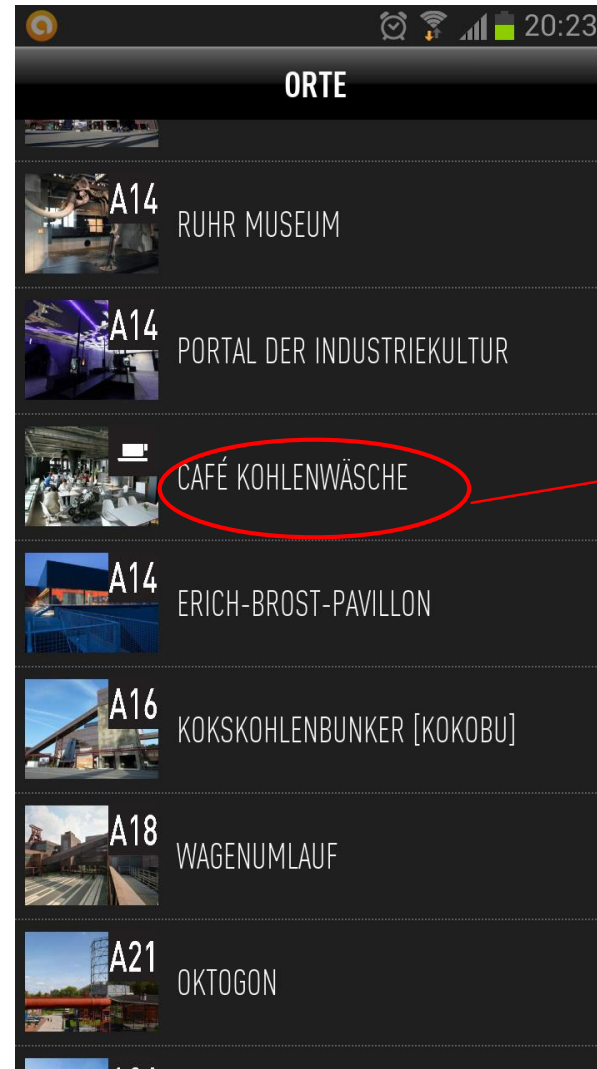 20:23
ORTE
A14
RUHR MUSEUM
A14
PORTAL DER INDUSTRIEKULTUR
CAFÉ KOHLENWÄSCHE
A14
ERICH-BROST-PAVILLON
A16
KOKSKOHLENBUNKER [KOKOBU]
A18
WAGENUMLAUF
A21
OKTOGON